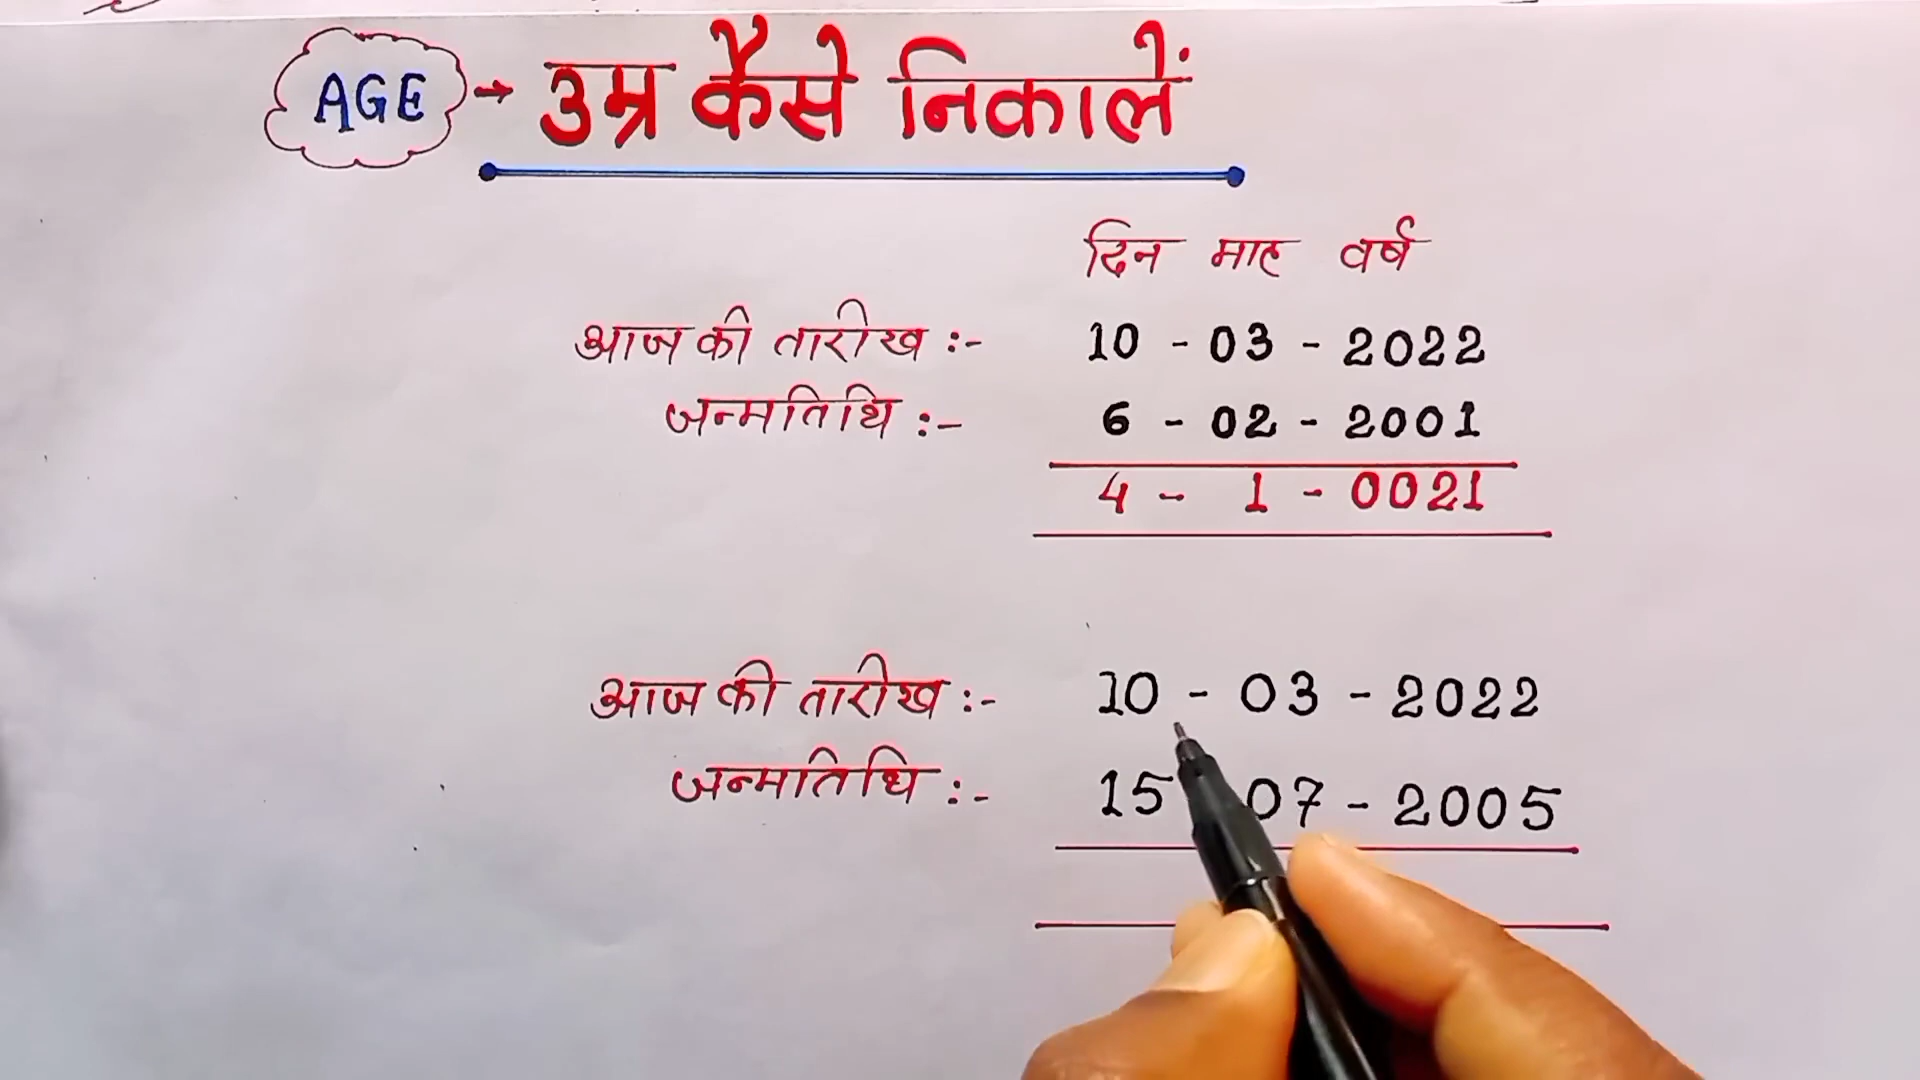 AGE → उम्र कैसे निकालें
दिन माह वर्ष
आज की तारीख :- 10 - 03 - 2022
जन्मतिथि :- 6 - 02 - 2001
4 - 1 - 0021
आज की तारीख :- 10 - 03 - 2022
जन्मतिथि :- 15 07 - 2005